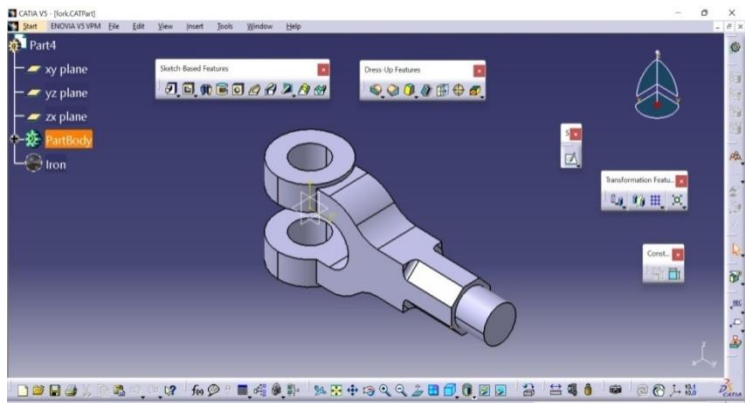 CATIA V5 - [fork.CATPart]
Start ENOVIA V5 VPM File Edit View Insert Tools Window Help
Part4
xy plane
yz plane
zx plane
PartBody
Iron
Sketch-Based Features
Dress-Up Features
S...
Transformation Featu...
Const...
CATIA